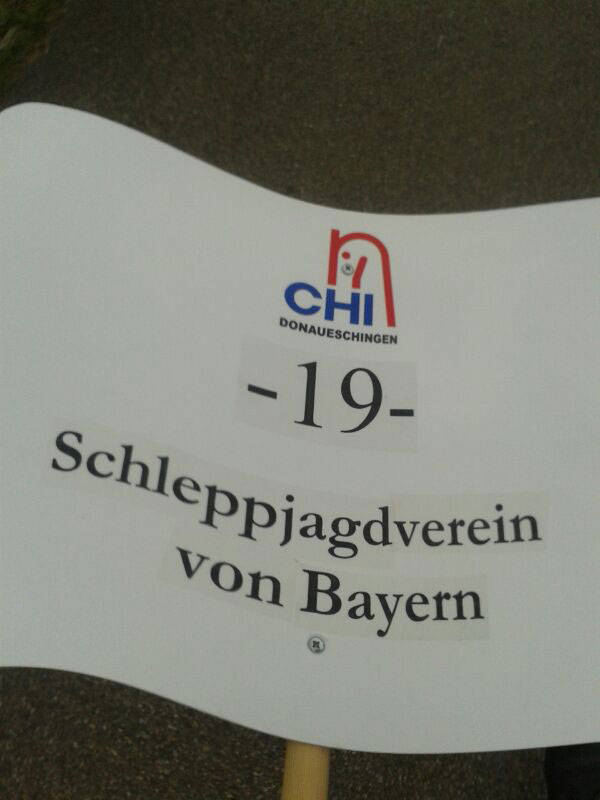 CHI
DONAUESCHINGEN
-19-
Schleppjagdverein
von Bayern